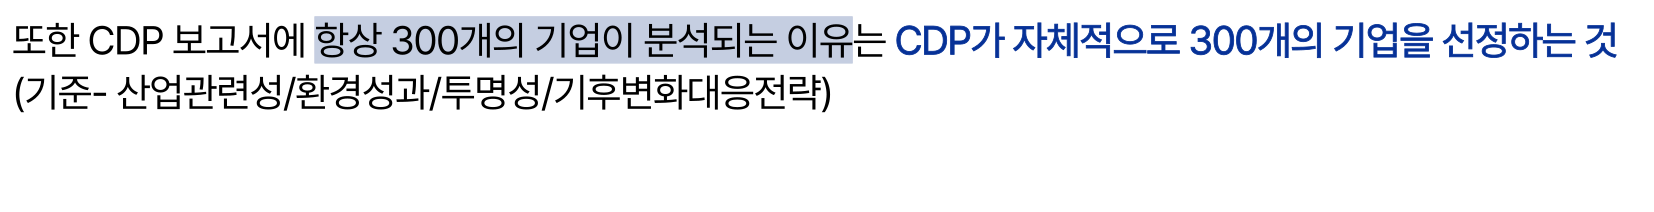 또한 CDP 보고서에 항상 300개의 기업이 분석되는 이유는 CDP가 자체적으로 300개의 기업을 선정하는 것
(기준- 산업관련성/환경성과/투명성/기후변화대응전략)